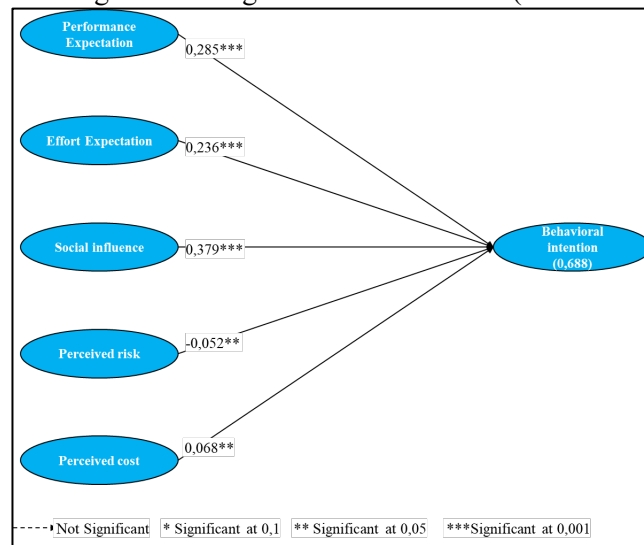 Performance
Expectation
0,285***
Effort Expectation
0,236***
Social influence
0,379***
Behavioral
intention
(0,688)
Perceived risk
-0,052**
Perceived cost
0,068**
Not Significant * Significant at 0,1 ** Significant at 0,05 ***Significant at 0,001